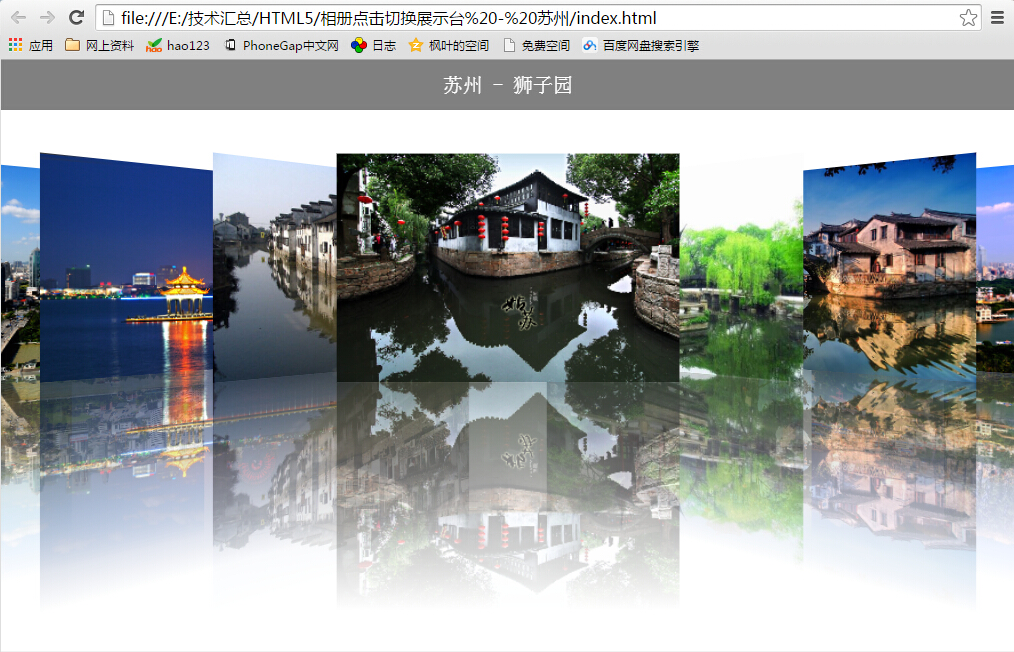 file:///E:/技术汇总/HTML5/相册点击切换展示台%20-%20苏州/index.html
应用 网上资料 hao123 PhoneGap中文网 日志 枫叶的空间 免费空间 百度网盘搜索引擎
苏州 - 狮子园
姑苏